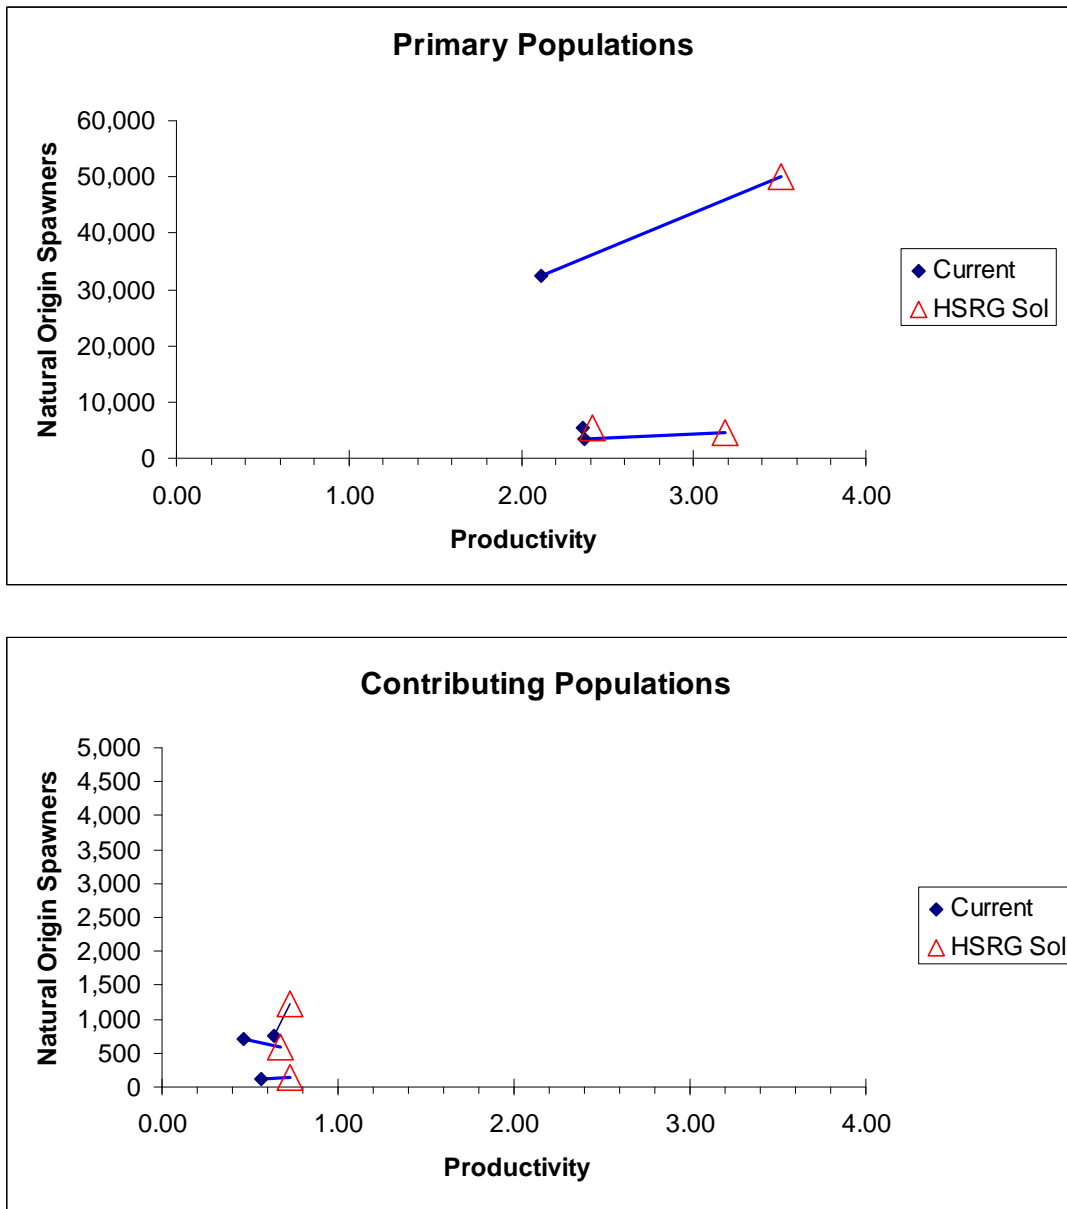 Primary Populations
60,000
50,000
40,000
30,000
20,000
10,000
0
Natural Origin Spawners
0.00 1.00 2.00 3.00 4.00
Productivity
Current
HSRG Sol
Contributing Populations
5,000
4,500
4,000
3,500
3,000
2,500
2,000
1,500
1,000
500
0
Natural Origin Spawners
0.00 1.00 2.00 3.00 4.00
Productivity
Current
HSRG Sol